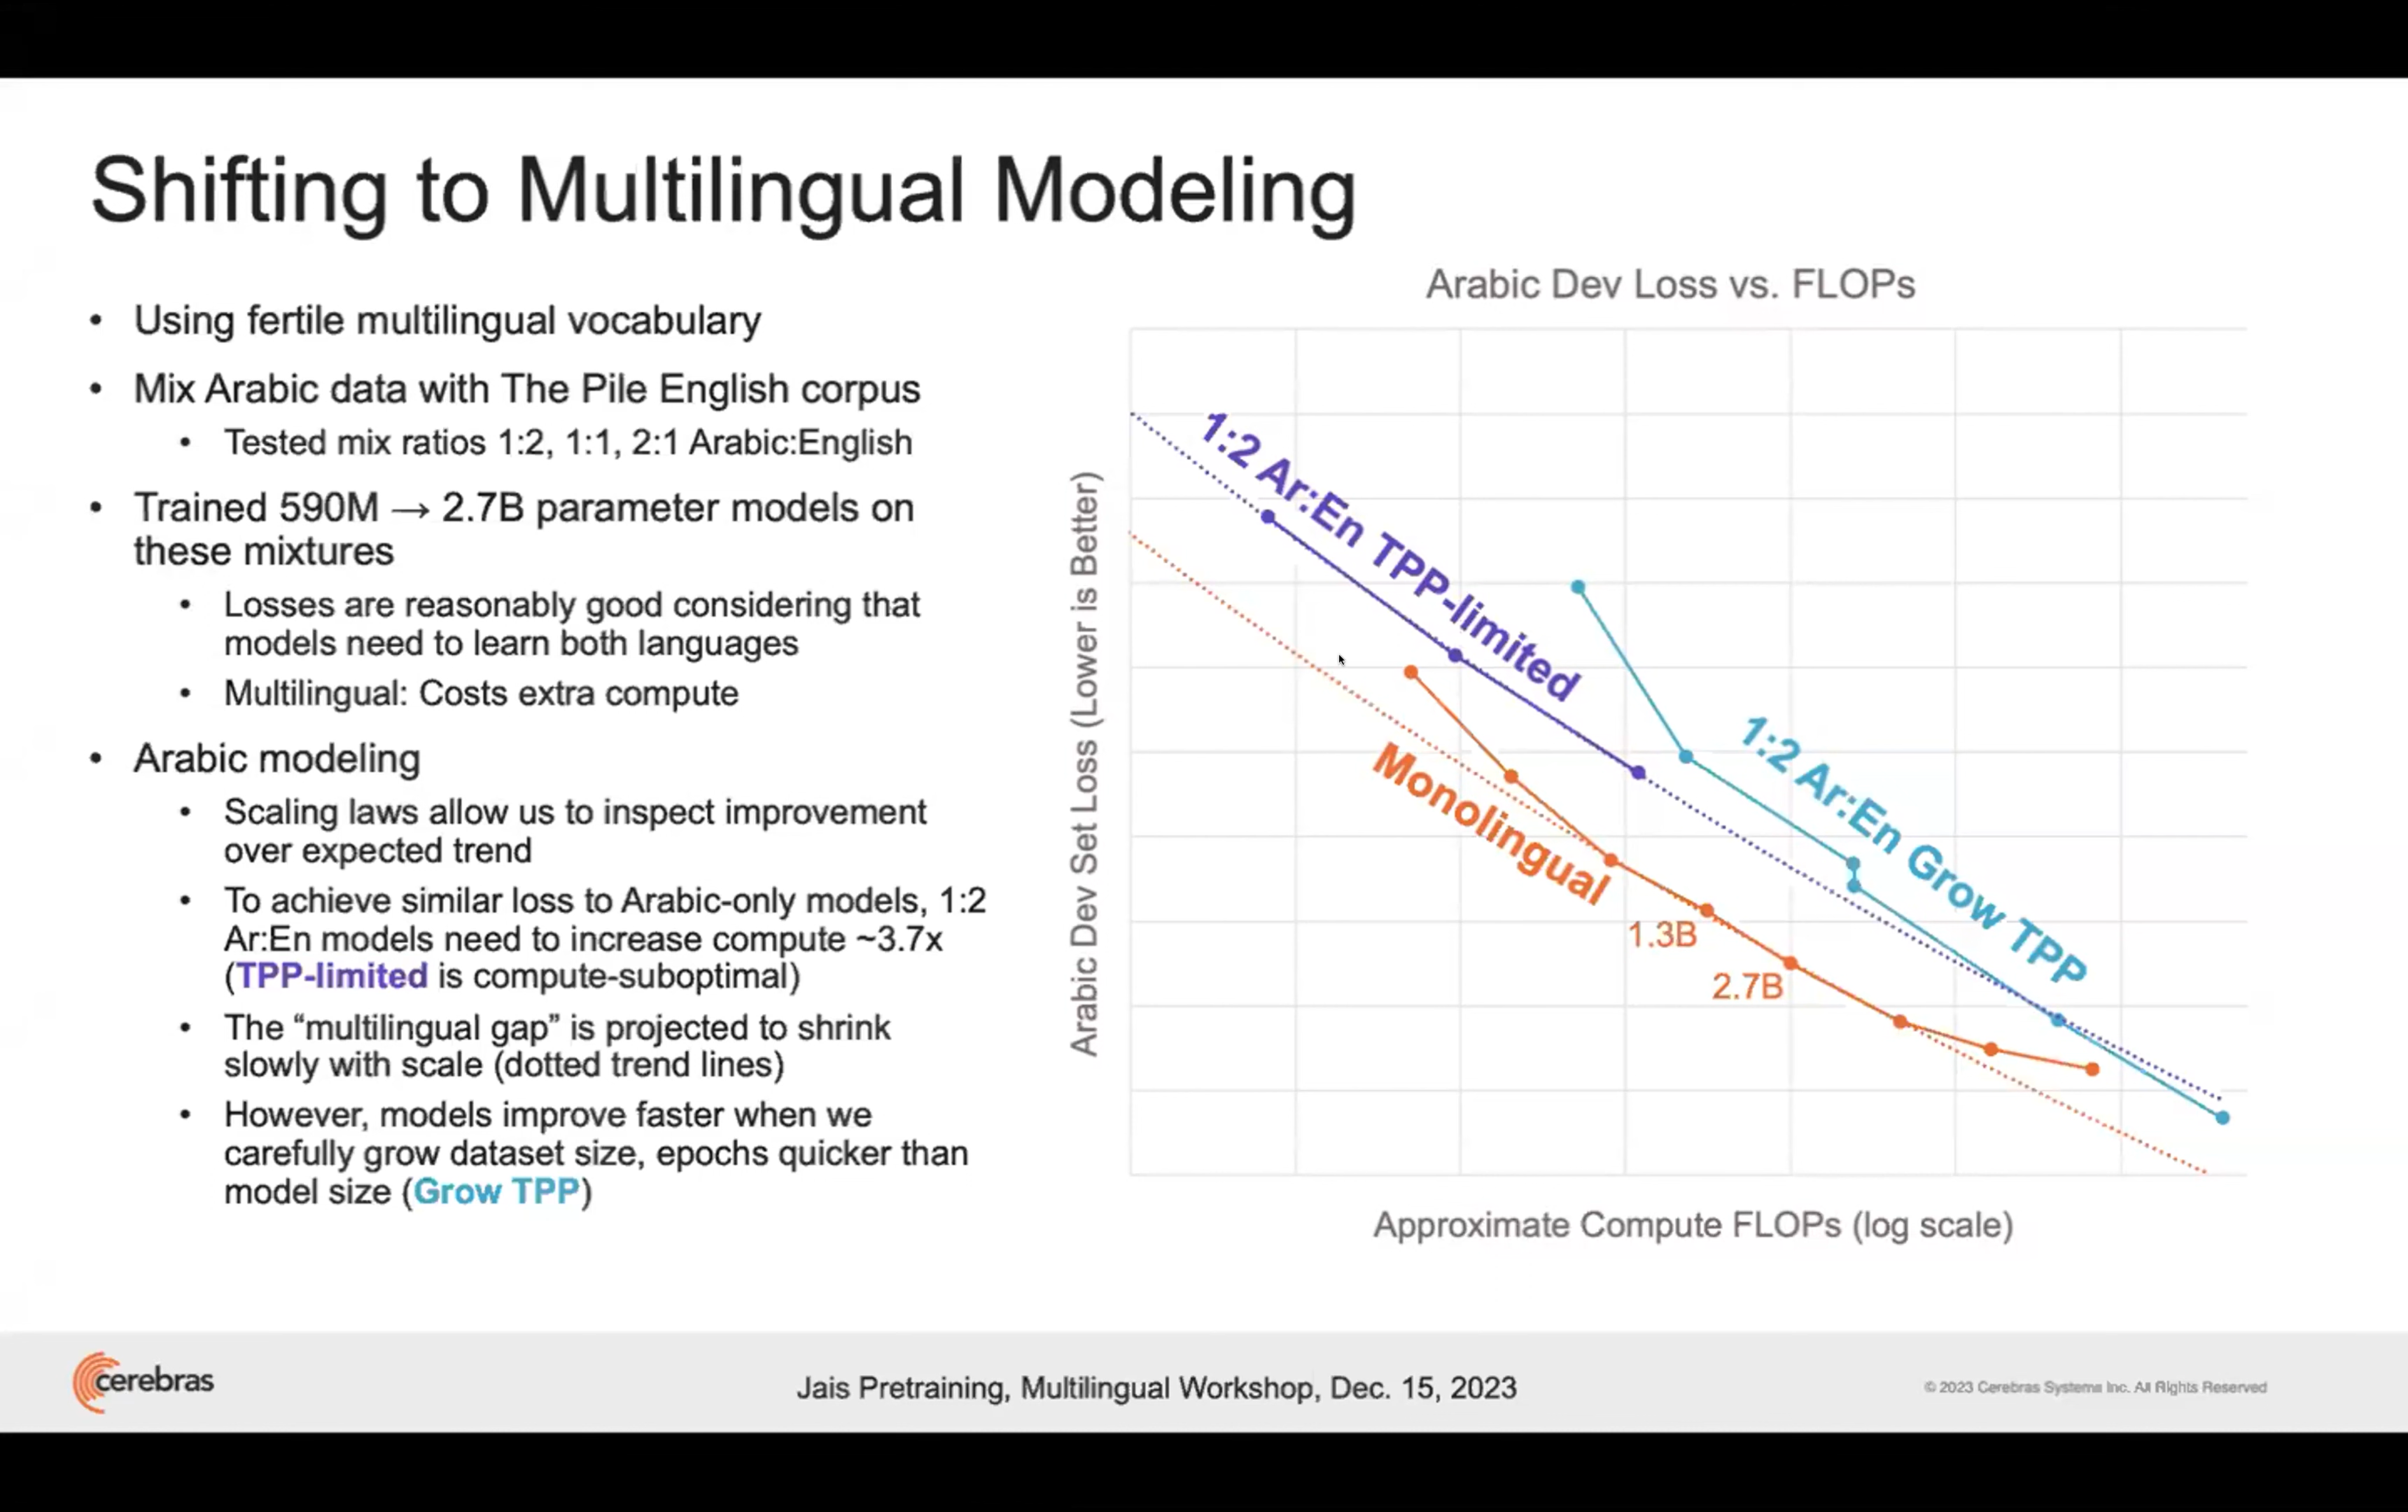 Shifting to Multilingual Modeling
• Using fertile multilingual vocabulary
• Mix Arabic data with The Pile English corpus
• Tested mix ratios 1:2, 1:1, 2:1 Arabic:English
• Trained 590M → 2.7B parameter models on
these mixtures
• Losses are reasonably good considering that
models need to learn both languages
• Multilingual: Costs extra compute
• Arabic modeling
• Scaling laws allow us to inspect improvement
over expected trend
• To achieve similar loss to Arabic-only models, 1:2
Ar:En models need to increase compute ~3.7x
(TPP-limited is compute-suboptimal)
• The “multilingual gap” is projected to shrink
slowly with scale (dotted trend lines)
• However, models improve faster when we
carefully grow dataset size, epochs quicker than
model size (Grow TPP)
Arabic Dev Loss vs. FLOPs
Arabic Dev Set Loss (Lower is Better)
1:2 Ar:En TPP-limited
1:2 Ar:En Grow TPP
Monolingual
1.3B
2.7B
Approximate Compute FLOPs (log scale)
cerebras
Jais Pretraining, Multilingual Workshop, Dec. 15, 2023
© 2023 Cerebras Systems Inc. All Rights Reserved